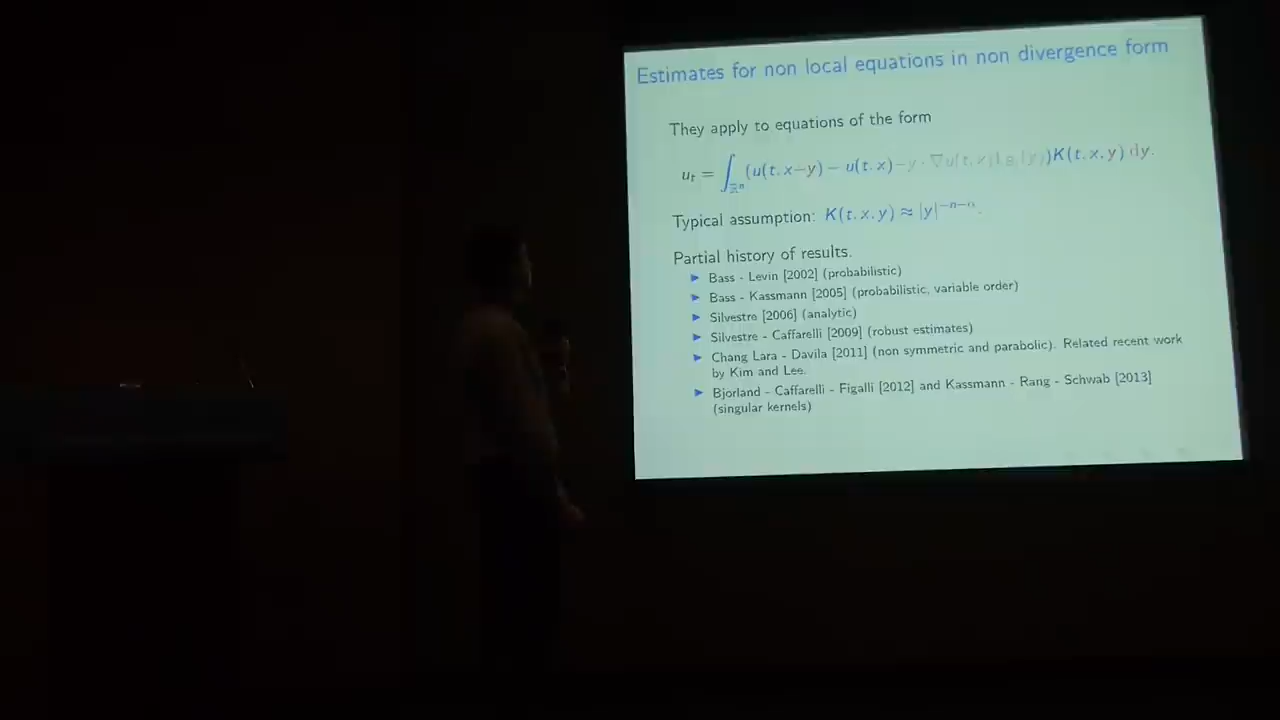 Estimates for non local equations in non divergence form
They apply to equations of the form
u_t = ∫_{ℝ^n} (u(t, x−y) − u(t, x) − y · ∇u(t, x)1_{B_1}(y))K(t, x, y) dy.
Typical assumption: K(t, x, y) ≈ |y|^{−n−α}.
Partial history of results.
▶ Bass - Levin [2002] (probabilistic)
▶ Bass - Kassmann [2005] (probabilistic, variable order)
▶ Silvestre [2006] (analytic)
▶ Silvestre - Caffarelli [2009] (robust estimates)
▶ Chang Lara - Davila [2011] (non symmetric and parabolic). Related recent work
by Kim and Lee.
▶ Bjorland - Caffarelli - Figalli [2012] and Kassmann - Rang - Schwab [2013]
(singular kernels)